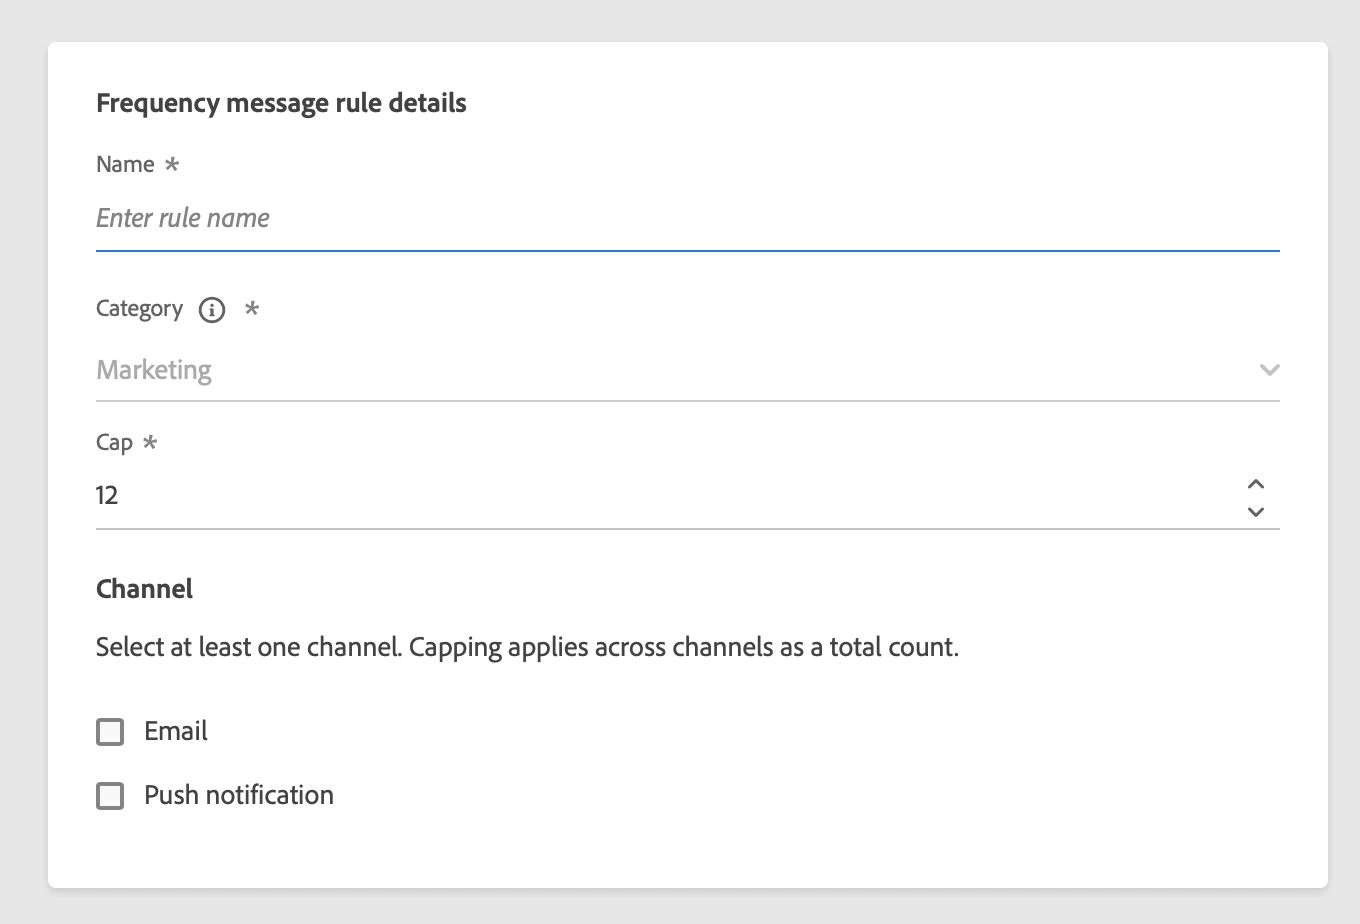 Frequency message rule details
Name *
Enter rule name
Category *
Marketing
Cap *
12
Channel
Select at least one channel. Capping applies across channels as a total count.
Email
Push notification